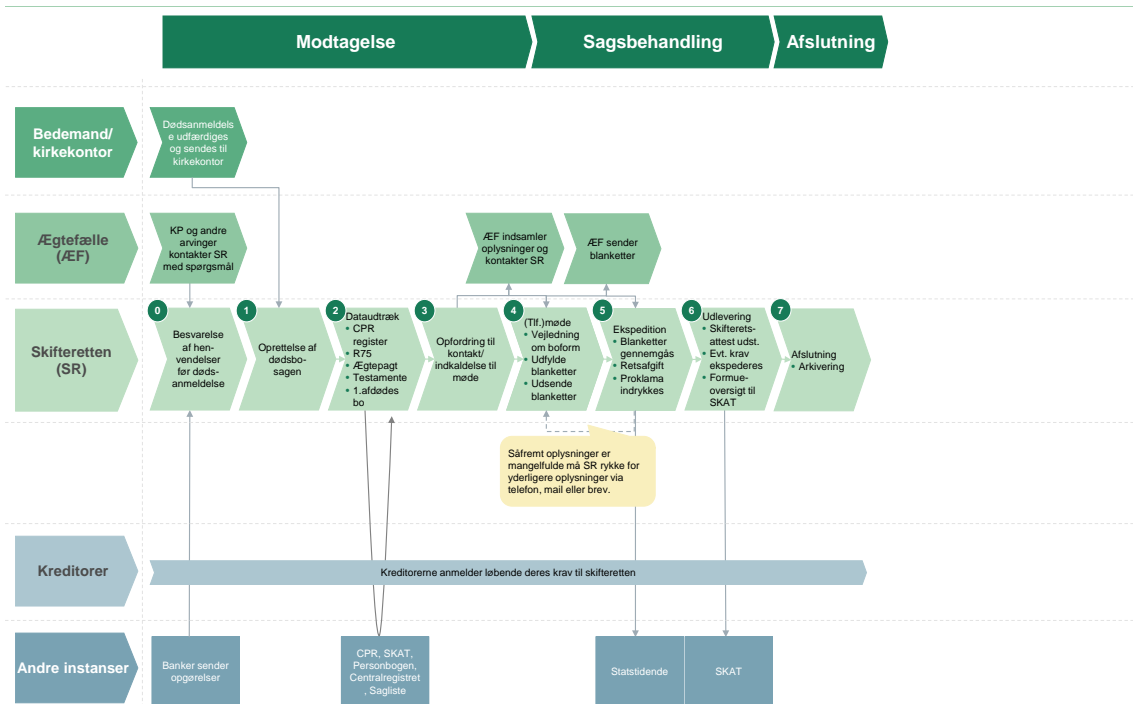 Modtagelse
Sagsbehandling
Afslutning
Bedemand/
kirkekontor
Dødsanmeldels
e udfærdiges
og sendes til
kirkekontor
Ægtefælle
(ÆF)
KP og andre
arvinger
kontakter SR
med spørgsmål
ÆF indsamler
oplysninger og
kontakter SR
ÆF sender
blanketter
Skifteretten
(SR)
0
Besvarelse
af hen-
vendelser
før døds-
anmeldelse
1
Oprettelse af
dødsbo-
sagen
2
Dataudtræk
• CPR
register
• R75
• Ægtepagt
• Testamente
• 1.afdødes
bo
3
Opfordring til
kontakt/
indkaldelse til
møde
4
(Tlf.)møde
• Vejledning
om boform
• Udfylde
blanketter
• Udsende
blanketter
5
Ekspedition
• Blanketter
gennemgås
• Retsafgift
• Proklama
indrykkes
6
Udlevering
• Skifterets-
attest udst.
• Evt. krav
ekspederes
• Formue-
oversigt til
SKAT
7
Afslutning
• Arkivering
Såfremt oplysninger er
mangelfulde må SR rykke for
yderligere oplysninger via
telefon, mail eller brev.
Kreditorer
Kreditorerne anmelder løbende deres krav til skifteretten
Andre instanser
Banker sender
opgørelser
CPR, SKAT,
Personbogen,
Centralregistret
, Sagliste
Statstidende
SKAT